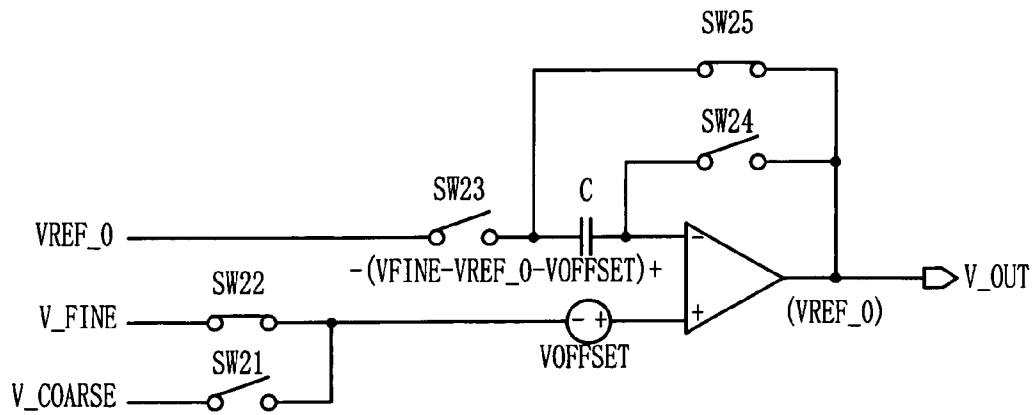 SW25
SW24
SW23
C
VREF_0
-(VFINE-VREF_0-VOFFSET)+
-
SW22
V_FINE
- +
+
(VREF_0)
V_OUT
VOFFSET
SW21
V_COARSE